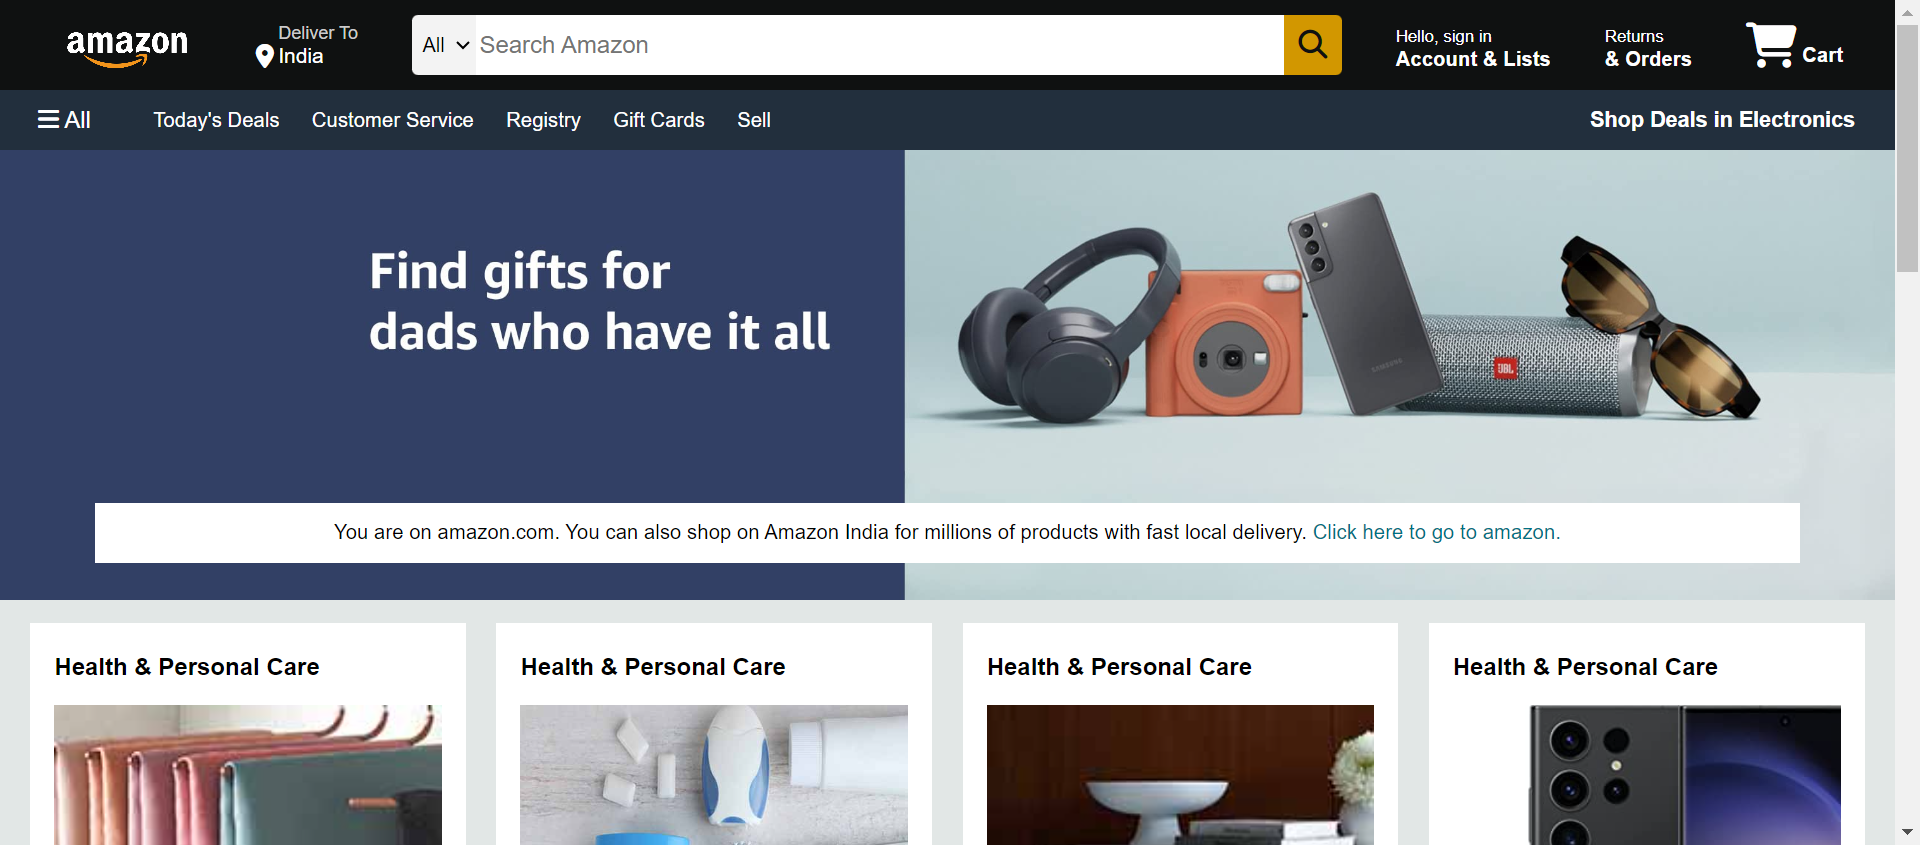 amazon
Deliver To
India
All
Search Amazon
Hello, sign in
Account & Lists
Returns
& Orders
Cart
All
Today's Deals
Customer Service
Registry
Gift Cards
Sell
Shop Deals in Electronics
Find gifts for
dads who have it all
SAMSUNG
JBL
You are on amazon.com. You can also shop on Amazon India for millions of products with fast local delivery. Click here to go to amazon.
Health & Personal Care
Health & Personal Care
Health & Personal Care
Health & Personal Care